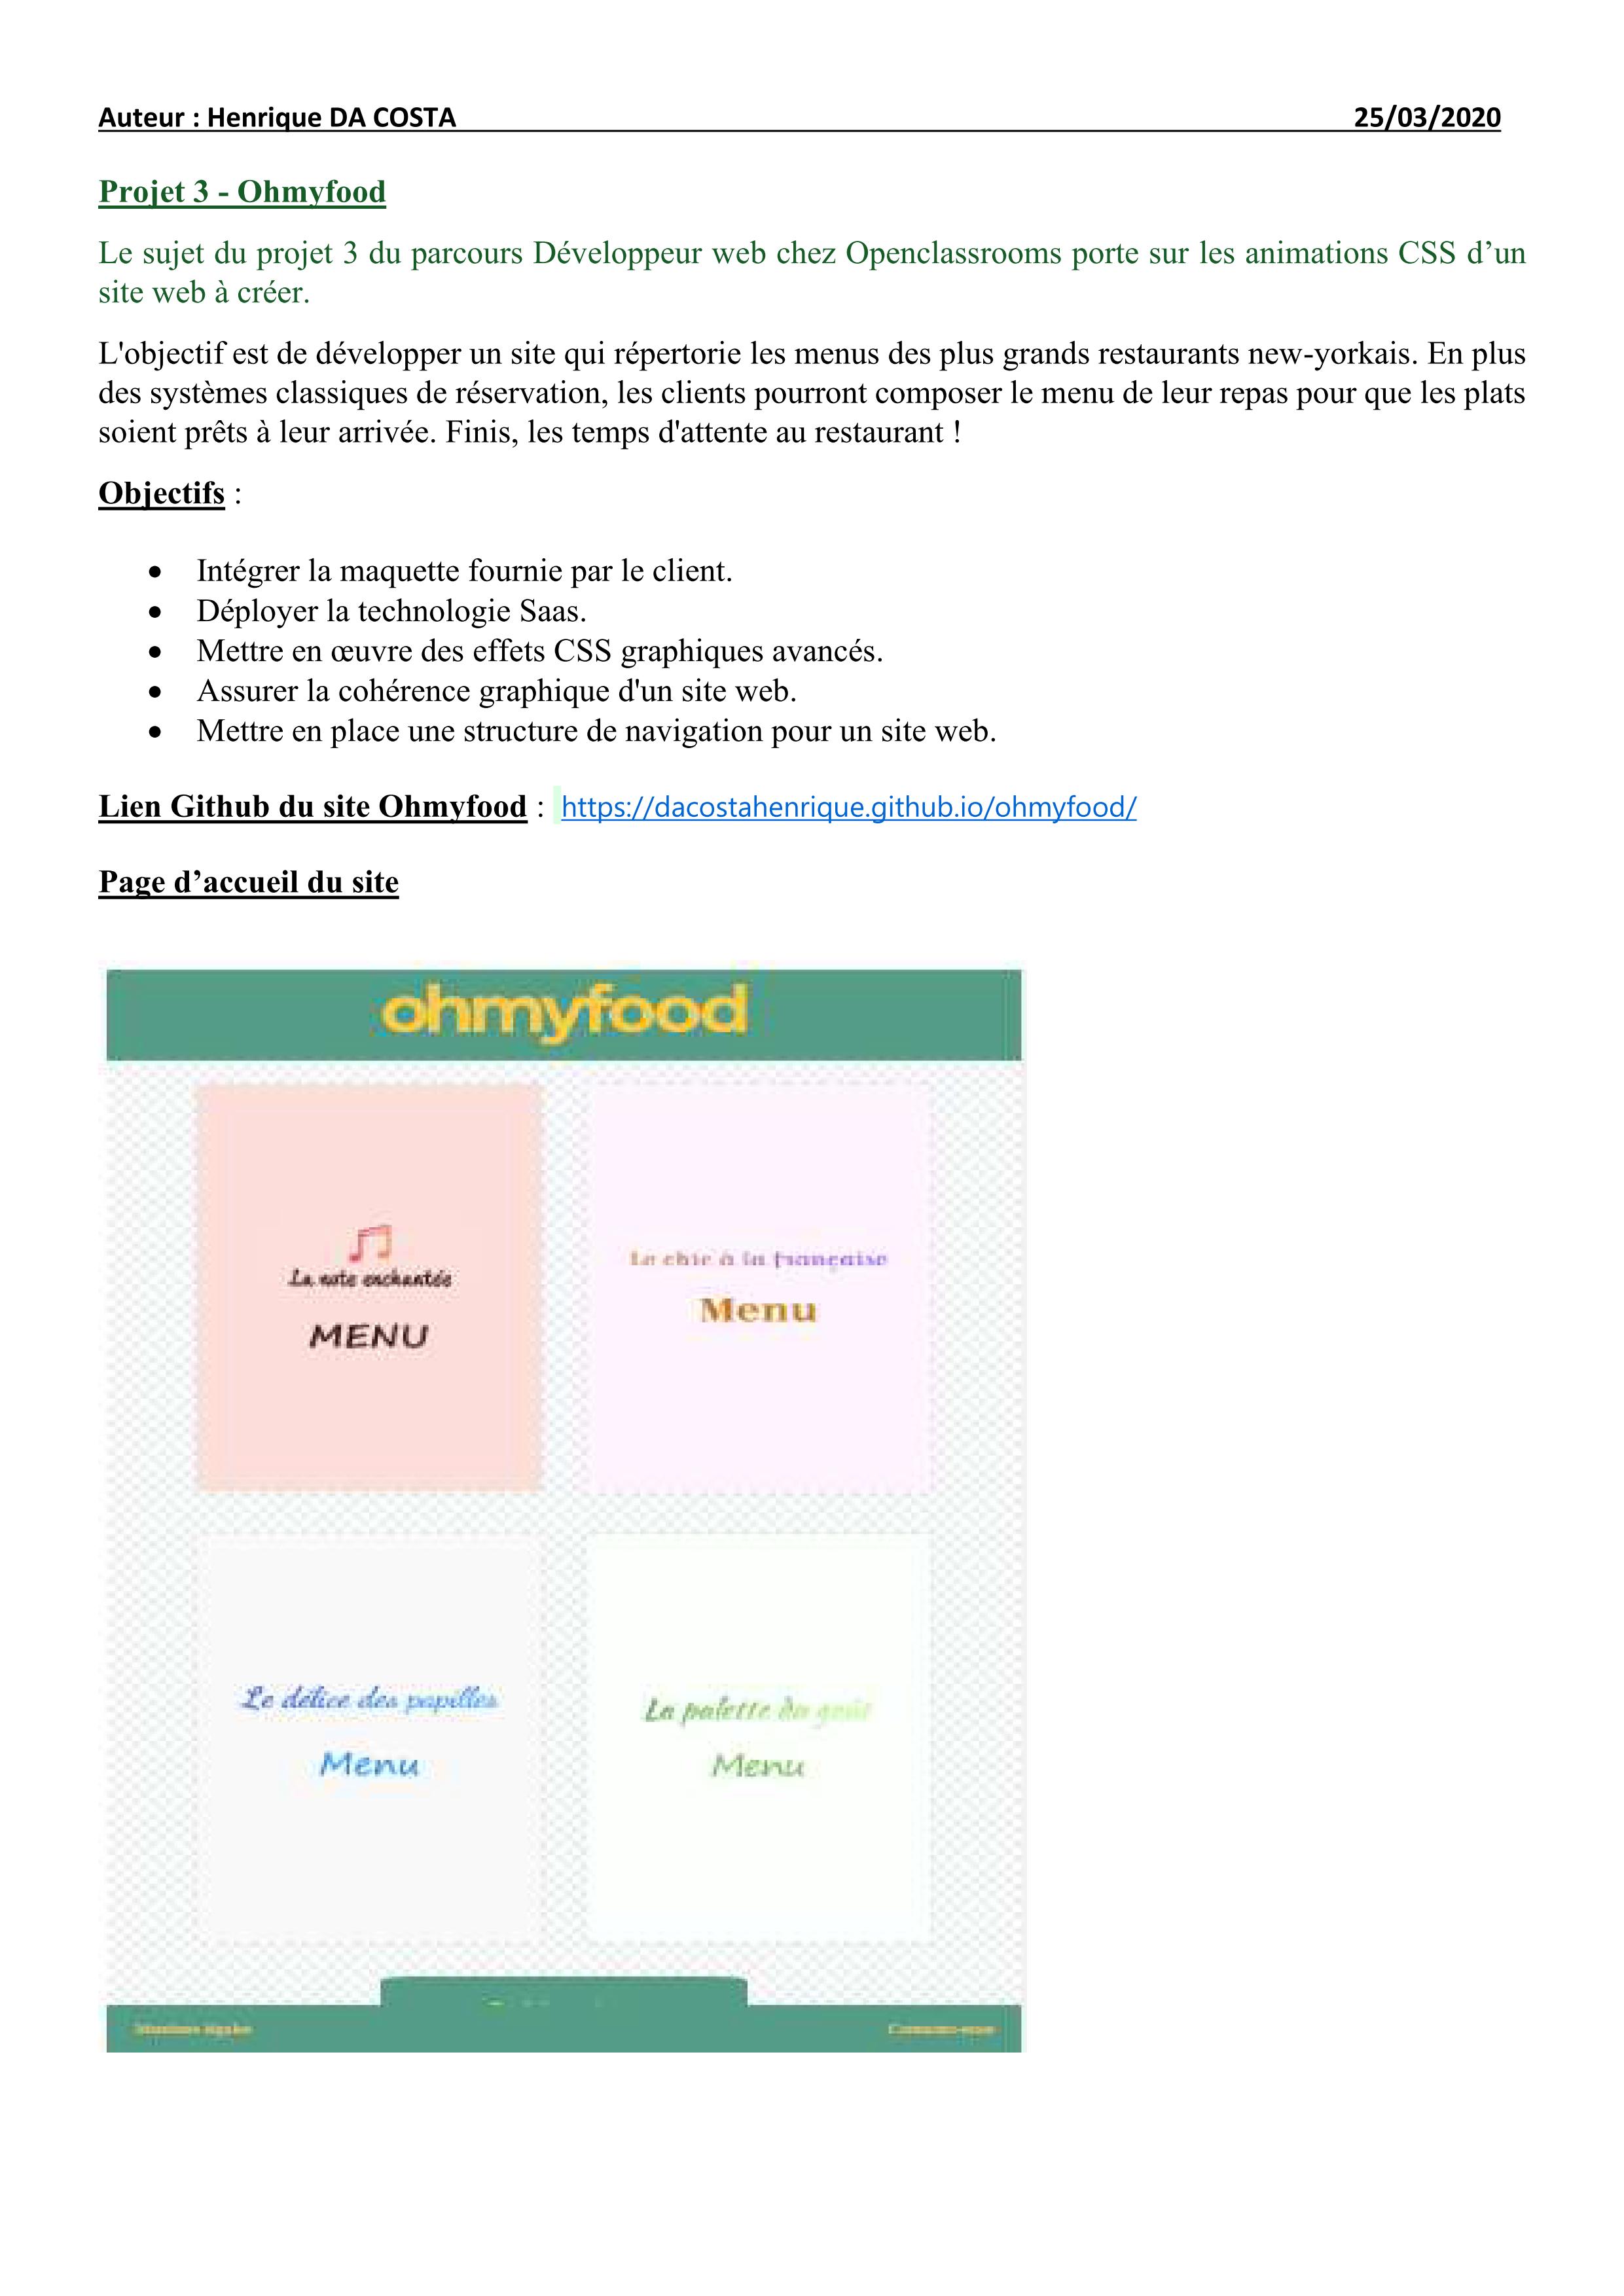 Auteur : Henrique DA COSTA 25/03/2020
Projet 3 - Ohmyfood
Le sujet du projet 3 du parcours Développeur web chez Openclassrooms porte sur les animations CSS d’un
site web à créer.
L'objectif est de développer un site qui répertorie les menus des plus grands restaurants new-yorkais. En plus
des systèmes classiques de réservation, les clients pourront composer le menu de leur repas pour que les plats
soient prêts à leur arrivée. Finis, les temps d'attente au restaurant !
Objectifs :
• Intégrer la maquette fournie par le client.
• Déployer la technologie Saas.
• Mettre en œuvre des effets CSS graphiques avancés.
• Assurer la cohérence graphique d'un site web.
• Mettre en place une structure de navigation pour un site web.
Lien Github du site Ohmyfood : https://dacostahenrique.github.io/ohmyfood/
Page d’accueil du site
ohmyfood
La note enchantée
MENU
Le chic à la française
Menu
Le délice des papilles
Menu
La palette du goût
Menu